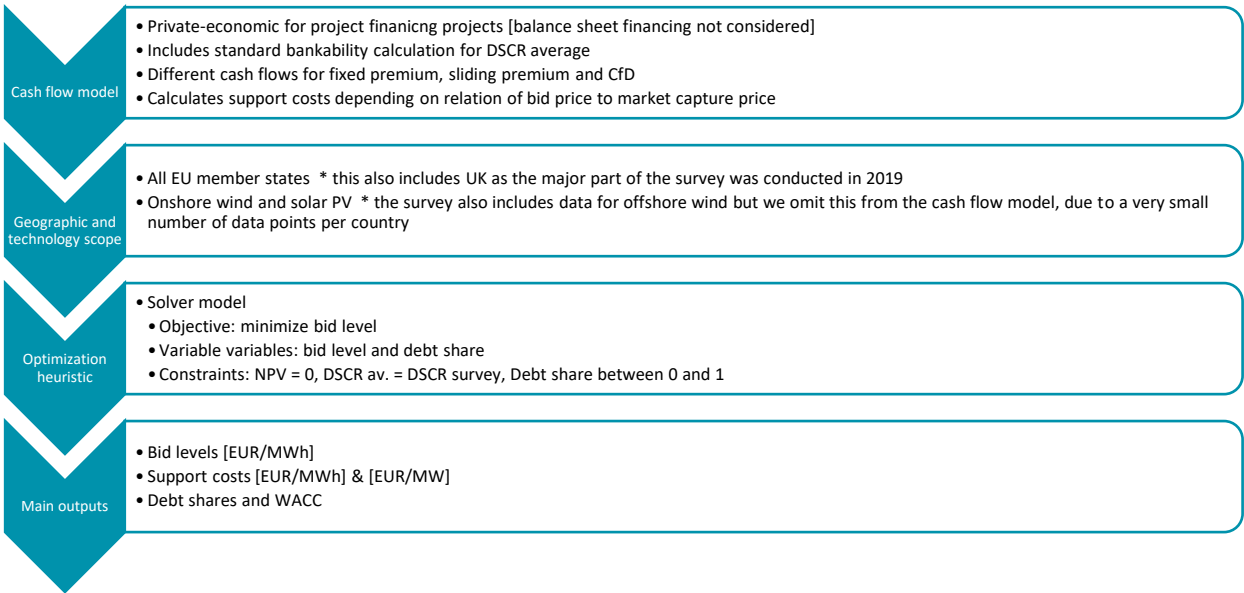 Cash flow model
• Private-economic for project finanicng projects [balance sheet financing not considered]
• Includes standard bankability calculation for DSCR average
• Different cash flows for fixed premium, sliding premium and CfD
• Calculates support costs depending on relation of bid price to market capture price
Geographic and
technology scope
• All EU member states * this also includes UK as the major part of the survey was conducted in 2019
• Onshore wind and solar PV * the survey also includes data for offshore wind but we omit this from the cash flow model, due to a very small
number of data points per country
Optimization
heuristic
• Solver model
• Objective: minimize bid level
• Variable variables: bid level and debt share
• Constraints: NPV = 0, DSCR av. = DSCR survey, Debt share between 0 and 1
Main outputs
• Bid levels [EUR/MWh]
• Support costs [EUR/MWh] & [EUR/MW]
• Debt shares and WACC